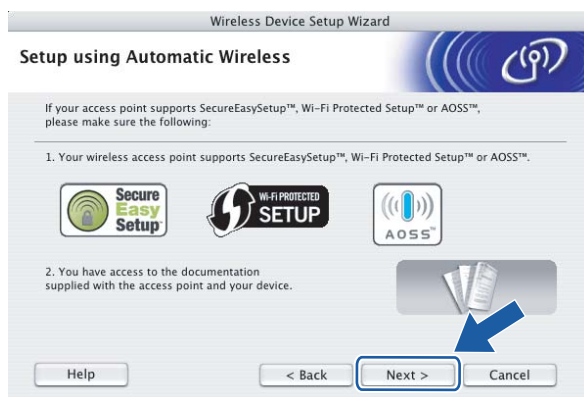 Wireless Device Setup Wizard
Setup using Automatic Wireless
If your access point supports SecureEasySetup™, Wi-Fi Protected Setup™ or AOSS™,
please make sure the following:
1. Your wireless access point supports SecureEasySetup™, Wi-Fi Protected Setup™ or AOSS™.
Secure
Easy
Setup™
Wi-Fi PROTECTED
SETUP
AOSS™
2. You have access to the documentation
supplied with the access point and your device.
Help
< Back
Next >
Cancel